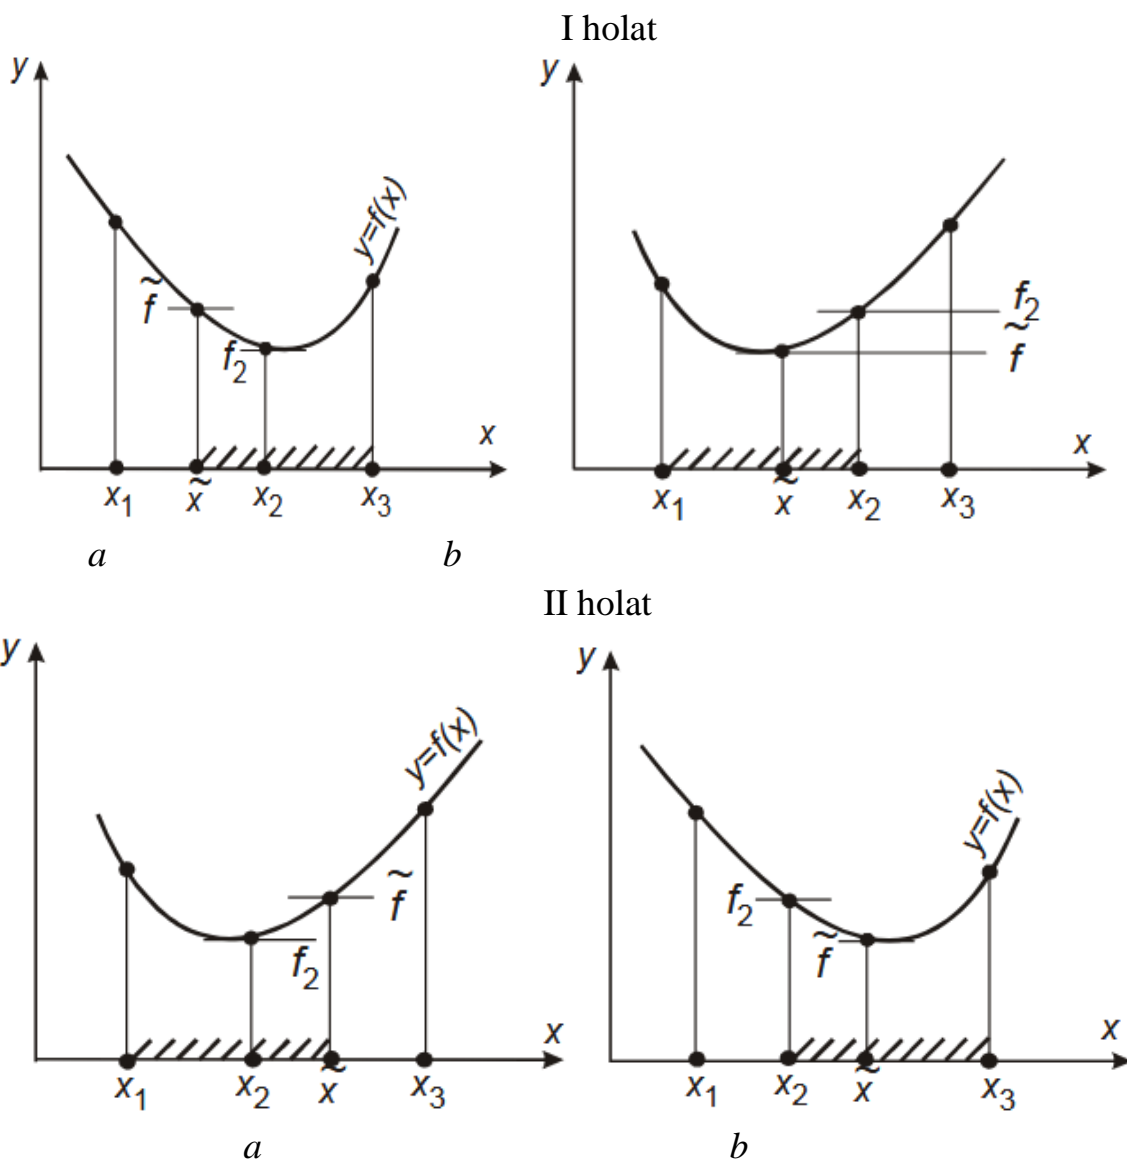 I holat
y
y
y=f(x)
f̃
f₂
f₂
f̃
x
x
x₁ x̃ x₂ x₃
x₁ x̃ x₂ x₃
a b
II holat
y
y
y=f(x)
y=f(x)
f̃
f₂
f₂
f̃
x
x
x₁ x₂ x̃ x₃
x₁ x₂ x̃ x₃
a b